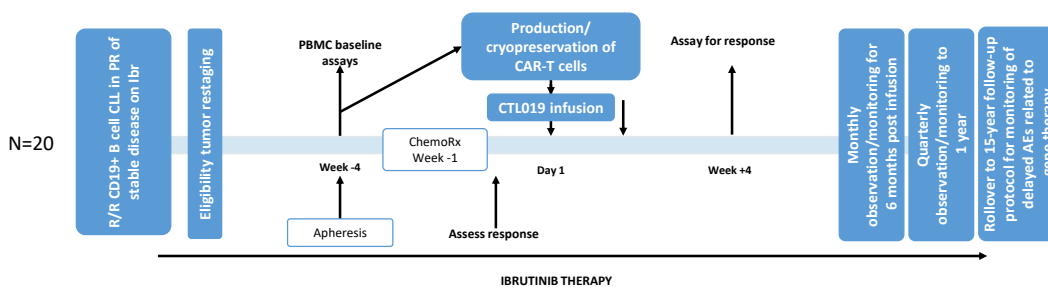 N=20
R/R CD19+ B cell CLL in PR of
stable disease on Ibr
Eligibility tumor restaging
PBMC baseline
assays
Production/
cryopreservation of
CAR-T cells
CTL019 infusion
Assay for response
ChemoRx
Week -1
Week -4
Day 1
Week +4
Apheresis
Assess response
Monthly
observation/monitoring for
6 months post infusion
Quarterly
observation/monitoring to
1 year
Rollover to 15-year follow-up
protocol for monitoring of
delayed AEs related to
gene therapy
IBRUTINIB THERAPY